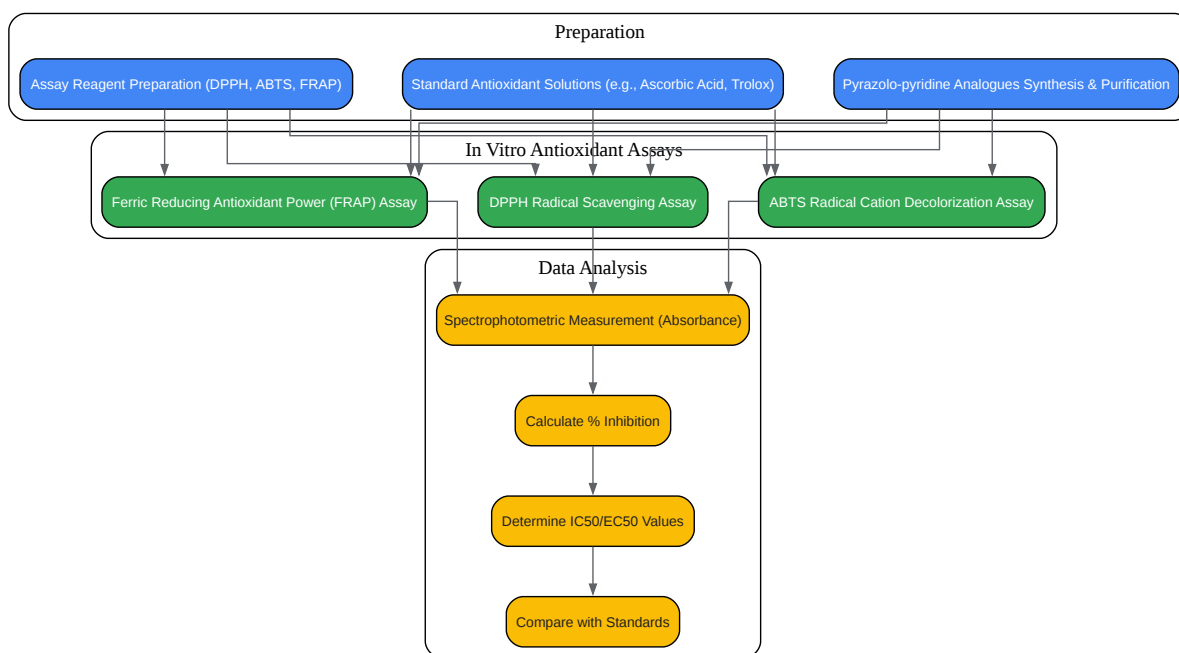 Preparation
Assay Reagent Preparation (DPPH, ABTS, FRAP)
Standard Antioxidant Solutions (e.g., Ascorbic Acid, Trolox)
Pyrazolo-pyridine Analogues Synthesis & Purification
In Vitro Antioxidant Assays
Ferric Reducing Antioxidant Power (FRAP) Assay
DPPH Radical Scavenging Assay
ABTS Radical Cation Decolorization Assay
Data Analysis
Spectrophotometric Measurement (Absorbance)
Calculate % Inhibition
Determine IC50/EC50 Values
Compare with Standards